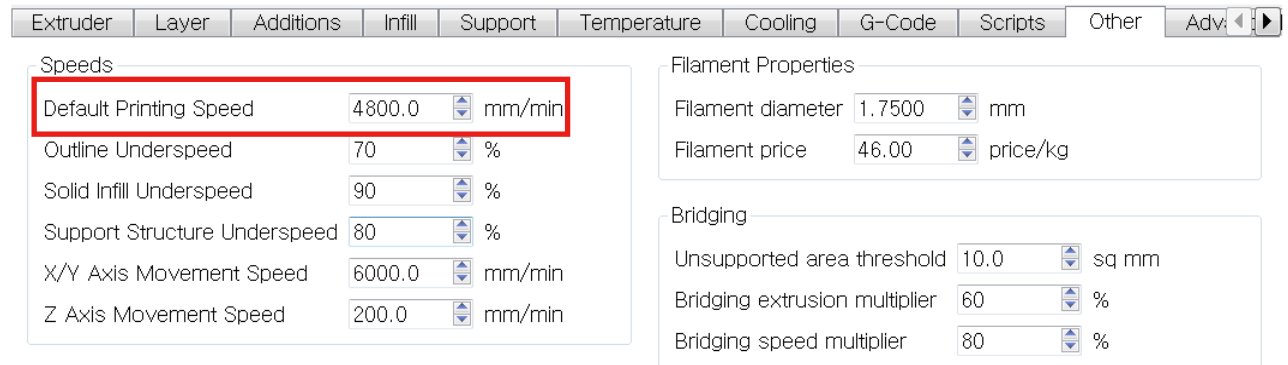 Extruder Layer Additions Infill Support Temperature Cooling G-Code Scripts Other
Speeds
Default Printing Speed 4800.0 mm/min
Outline Underspeed 70 %
Solid Infill Underspeed 90 %
Support Structure Underspeed 80 %
X/Y Axis Movement Speed 6000.0 mm/min
Z Axis Movement Speed 200.0 mm/min
Filament Properties
Filament diameter 1.7500 mm
Filament price 46.00 price/kg
Bridging
Unsupported area threshold 10.0 sq mm
Bridging extrusion multiplier 60 %
Bridging speed multiplier 80 %